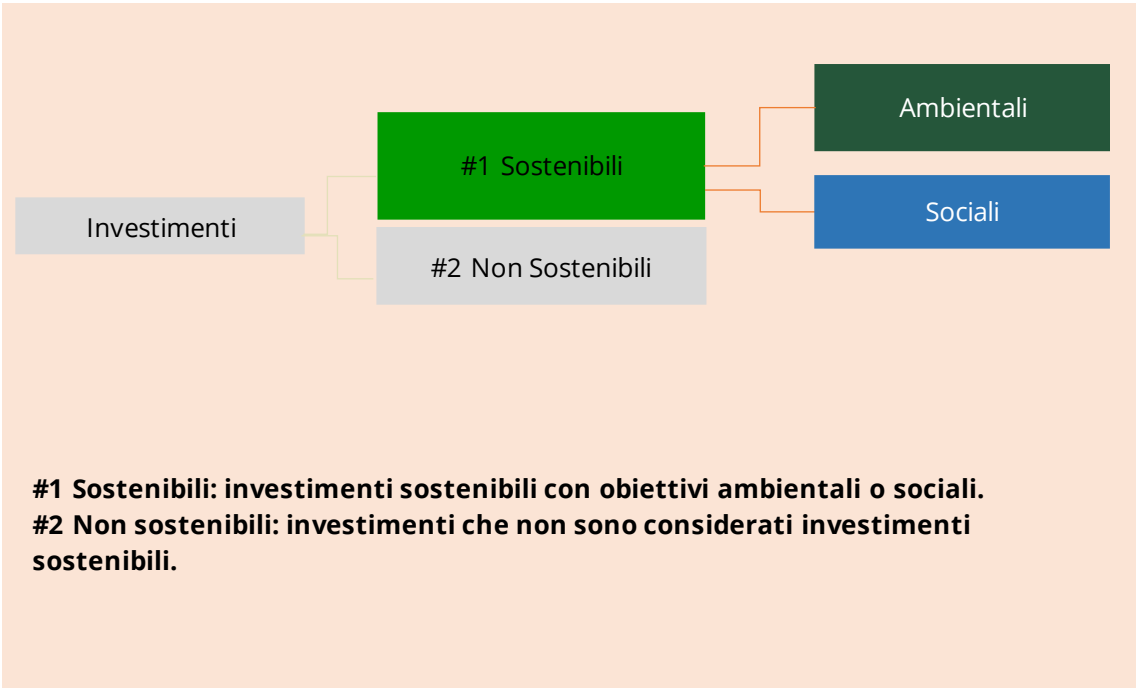 Ambientali
#1 Sostenibili
Sociali
Investimenti
#2 Non Sostenibili
#1 Sostenibili: investimenti sostenibili con obiettivi ambientali o sociali.
#2 Non sostenibili: investimenti che non sono considerati investimenti
sostenibili.